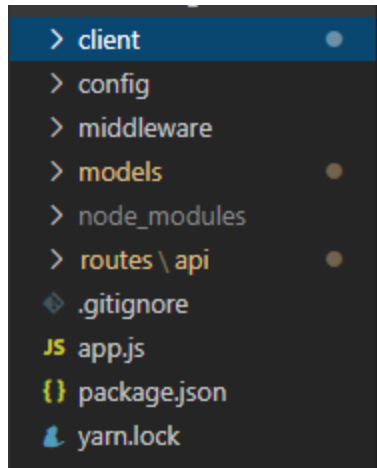 client
config
middleware
models
node_modules
routes \ api
.gitignore
JS app.js
{} package.json
yarn.lock